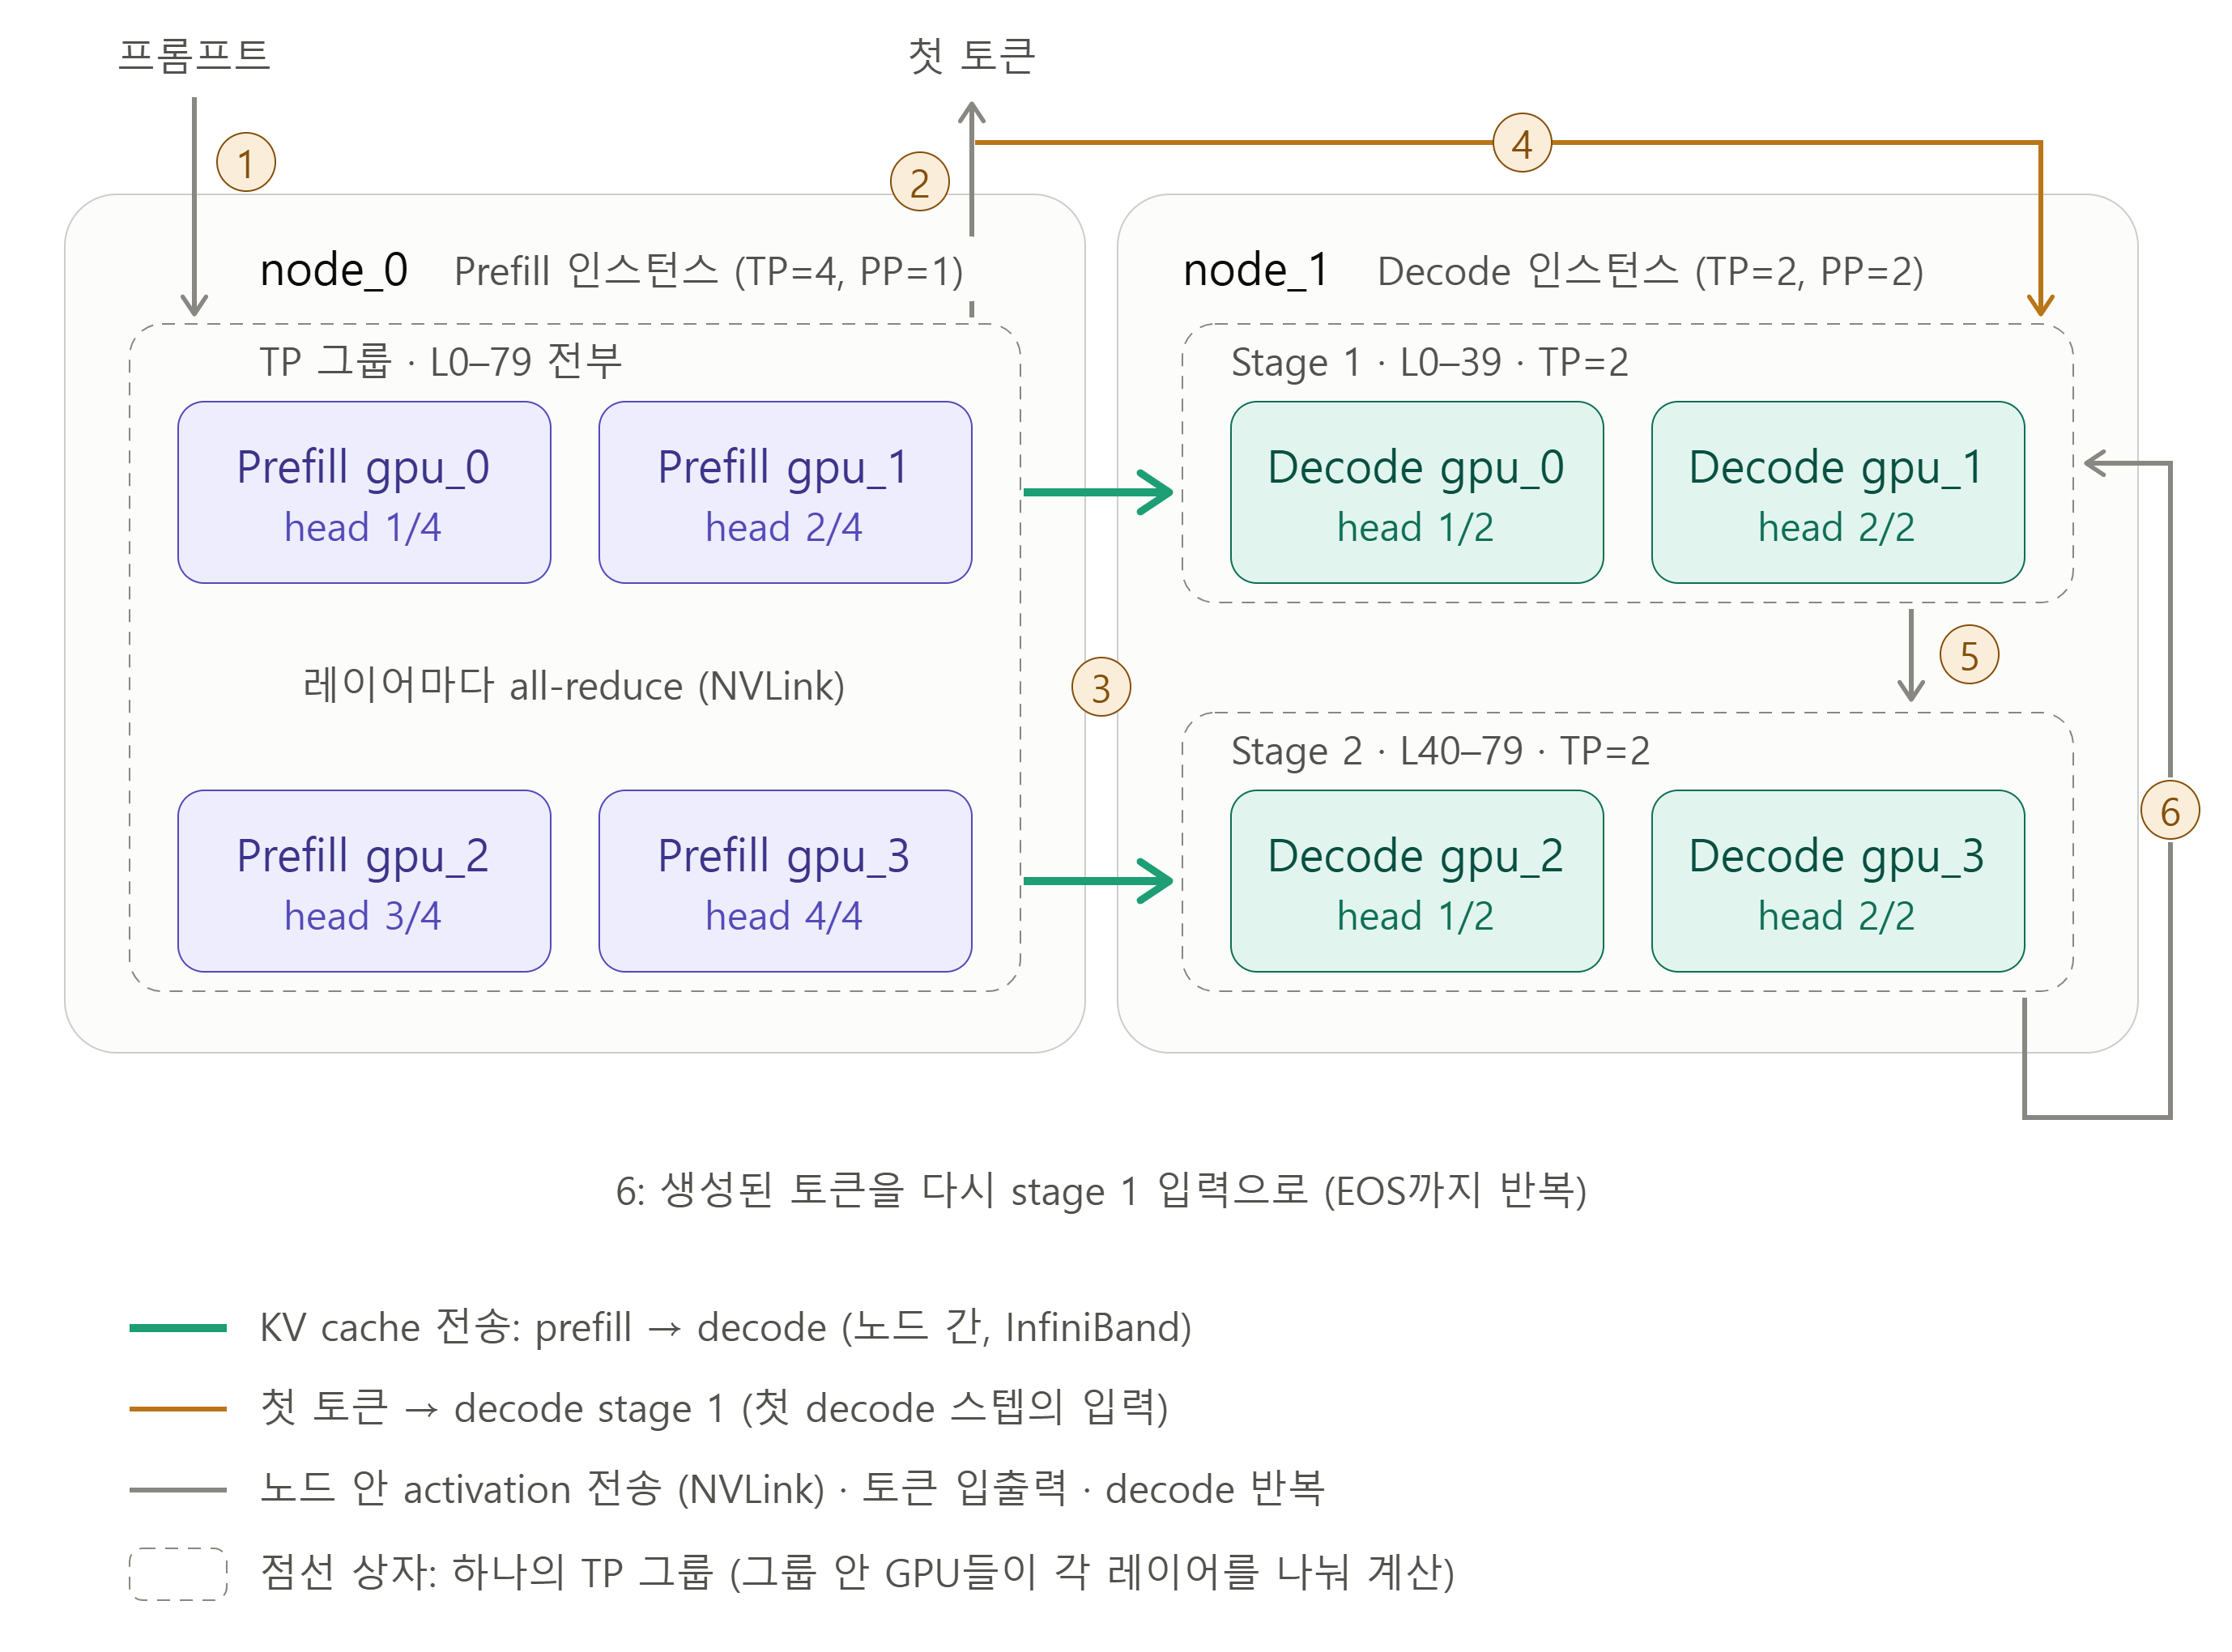 프롬프트
첫 토큰
1
2
4
node_0 Prefill 인스턴스 (TP=4, PP=1)
node_1 Decode 인스턴스 (TP=2, PP=2)
TP 그룹 · L0–79 전부
Stage 1 · L0–39 · TP=2
Prefill gpu_0
head 1/4
Prefill gpu_1
head 2/4
Decode gpu_0
head 1/2
Decode gpu_1
head 2/2
레이어마다 all-reduce (NVLink)
3
5
Stage 2 · L40–79 · TP=2
6
Prefill gpu_2
head 3/4
Prefill gpu_3
head 4/4
Decode gpu_2
head 1/2
Decode gpu_3
head 2/2
6: 생성된 토큰을 다시 stage 1 입력으로 (EOS까지 반복)
KV cache 전송: prefill → decode (노드 간, InfiniBand)
첫 토큰 → decode stage 1 (첫 decode 스텝의 입력)
노드 안 activation 전송 (NVLink) · 토큰 입출력 · decode 반복
점선 상자: 하나의 TP 그룹 (그룹 안 GPU들이 각 레이어를 나눠 계산)